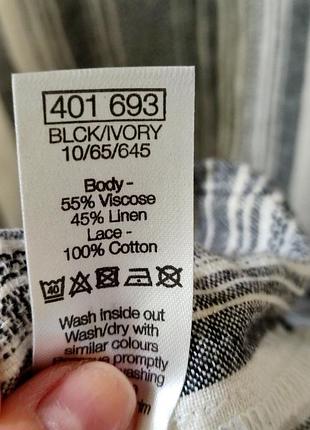 401 693
BLCK/IVORY
10/65/645
Body -
55% Viscose
45% Linen
Lace -
100% Cotton
40
Wash inside out
Wash/dry with
similar colours
promptly
washing